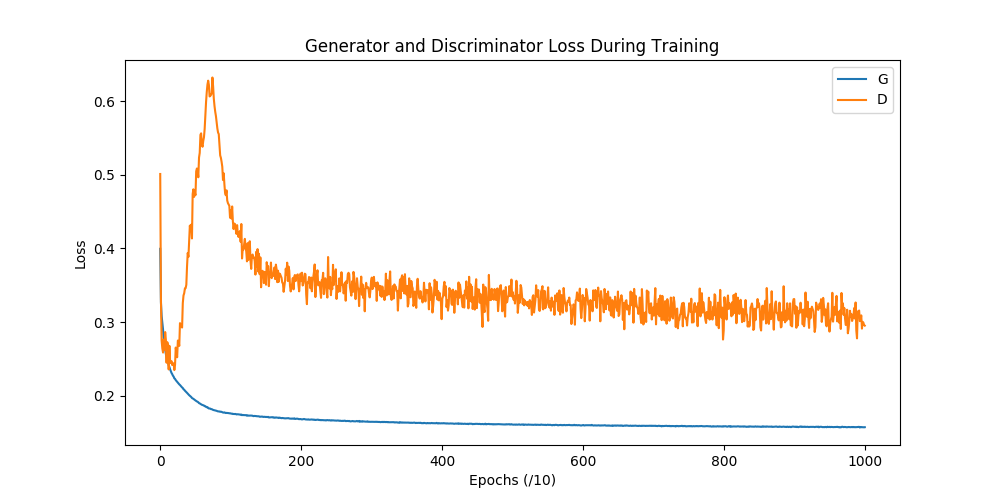 Generator and Discriminator Loss During Training
G
D
0.6
0.5
0.4
0.3
0.2
Loss
0 200 400 600 800 1000
Epochs (/10)